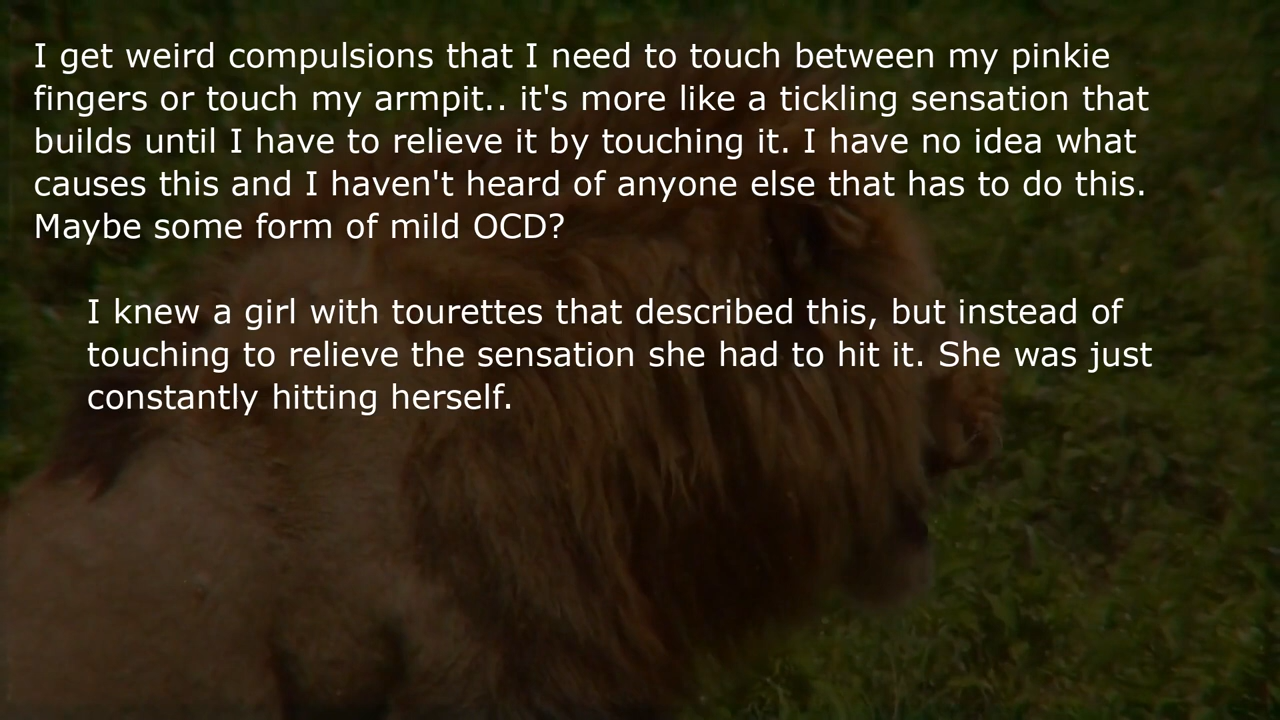 I get weird compulsions that I need to touch between my pinkie
fingers or touch my armpit.. it's more like a tickling sensation that
builds until I have to relieve it by touching it. I have no idea what
causes this and I haven't heard of anyone else that has to do this.
Maybe some form of mild OCD?
I knew a girl with tourettes that described this, but instead of
touching to relieve the sensation she had to hit it. She was just
constantly hitting herself.